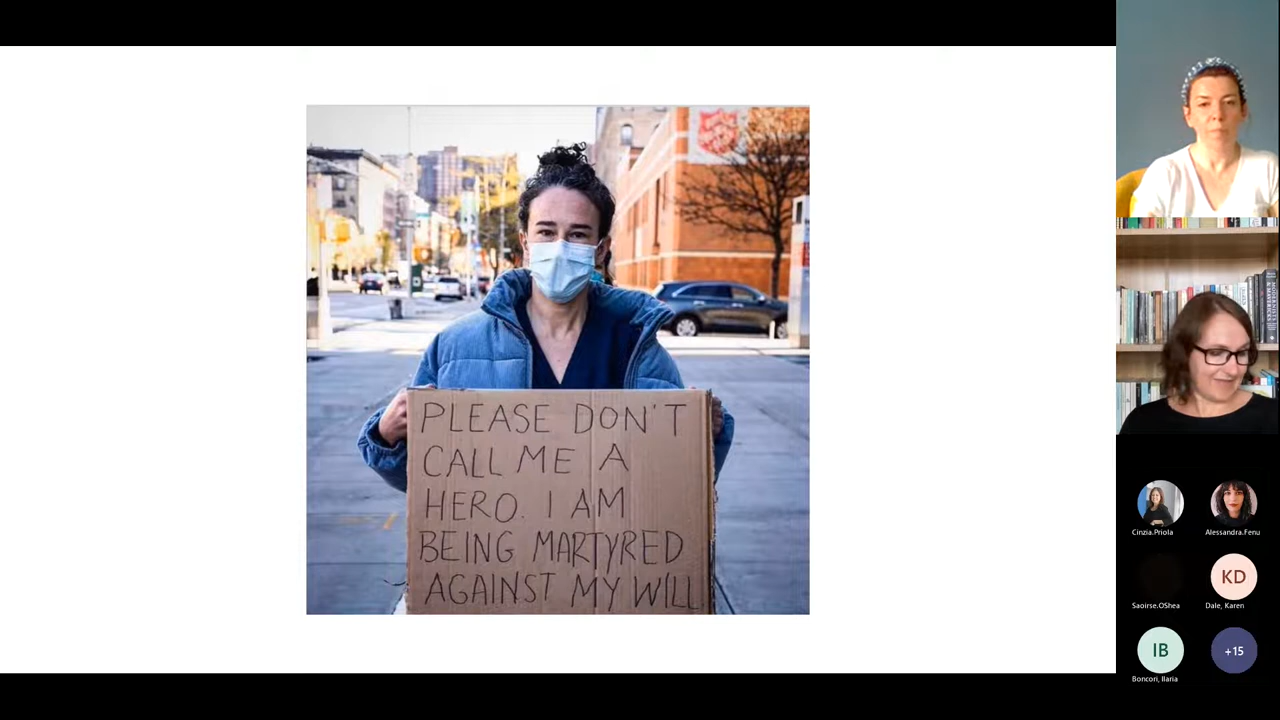 PLEASE DON'T
CALL ME A
HERO. I AM
BEING MARTYRED
AGAINST MY WILL
Cinzia.Priola
Alessandra.Fenu
KD
Saoirse.OShea
Dale, Karen
IB
+15
Boncori, Ilaria